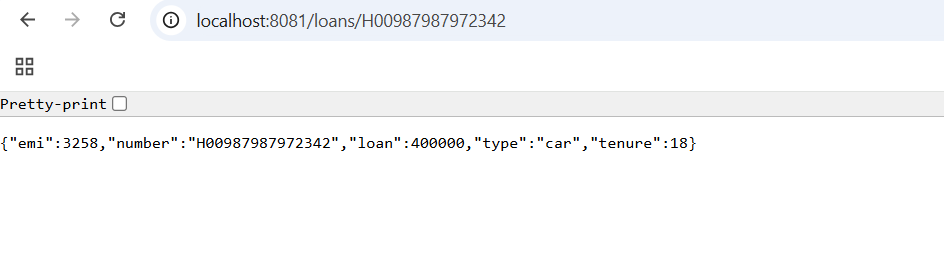 localhost:8081/loans/H00987987972342
Pretty-print
{"emi":3258,"number":"H00987987972342","loan":400000,"type":"car","tenure":18}